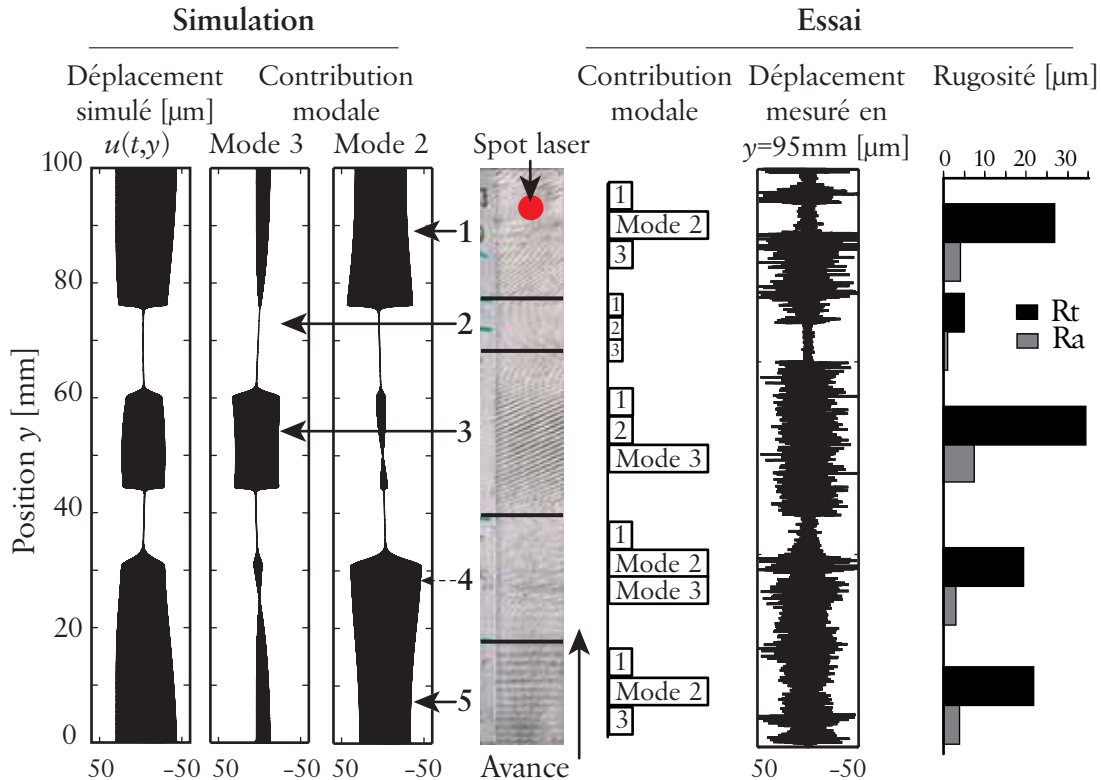 Simulation
Essai
Déplacement
simulé [μm]
u(t,y)
Contribution
modale
Mode 3
Mode 2
Spot laser
Contribution
modale
Déplacement
mesuré en
y=95mm [μm]
Rugosité [μm]
0 10 20 30
Position y [mm]
100
80
60
40
20
0
1
2
3
4
5
1
Mode 2
3
1
2
3
1
2
Mode 3
1
Mode 2
Mode 3
1
Mode 2
3
Rt
Ra
50 –50
50 –50
50 –50
Avance
50 –50